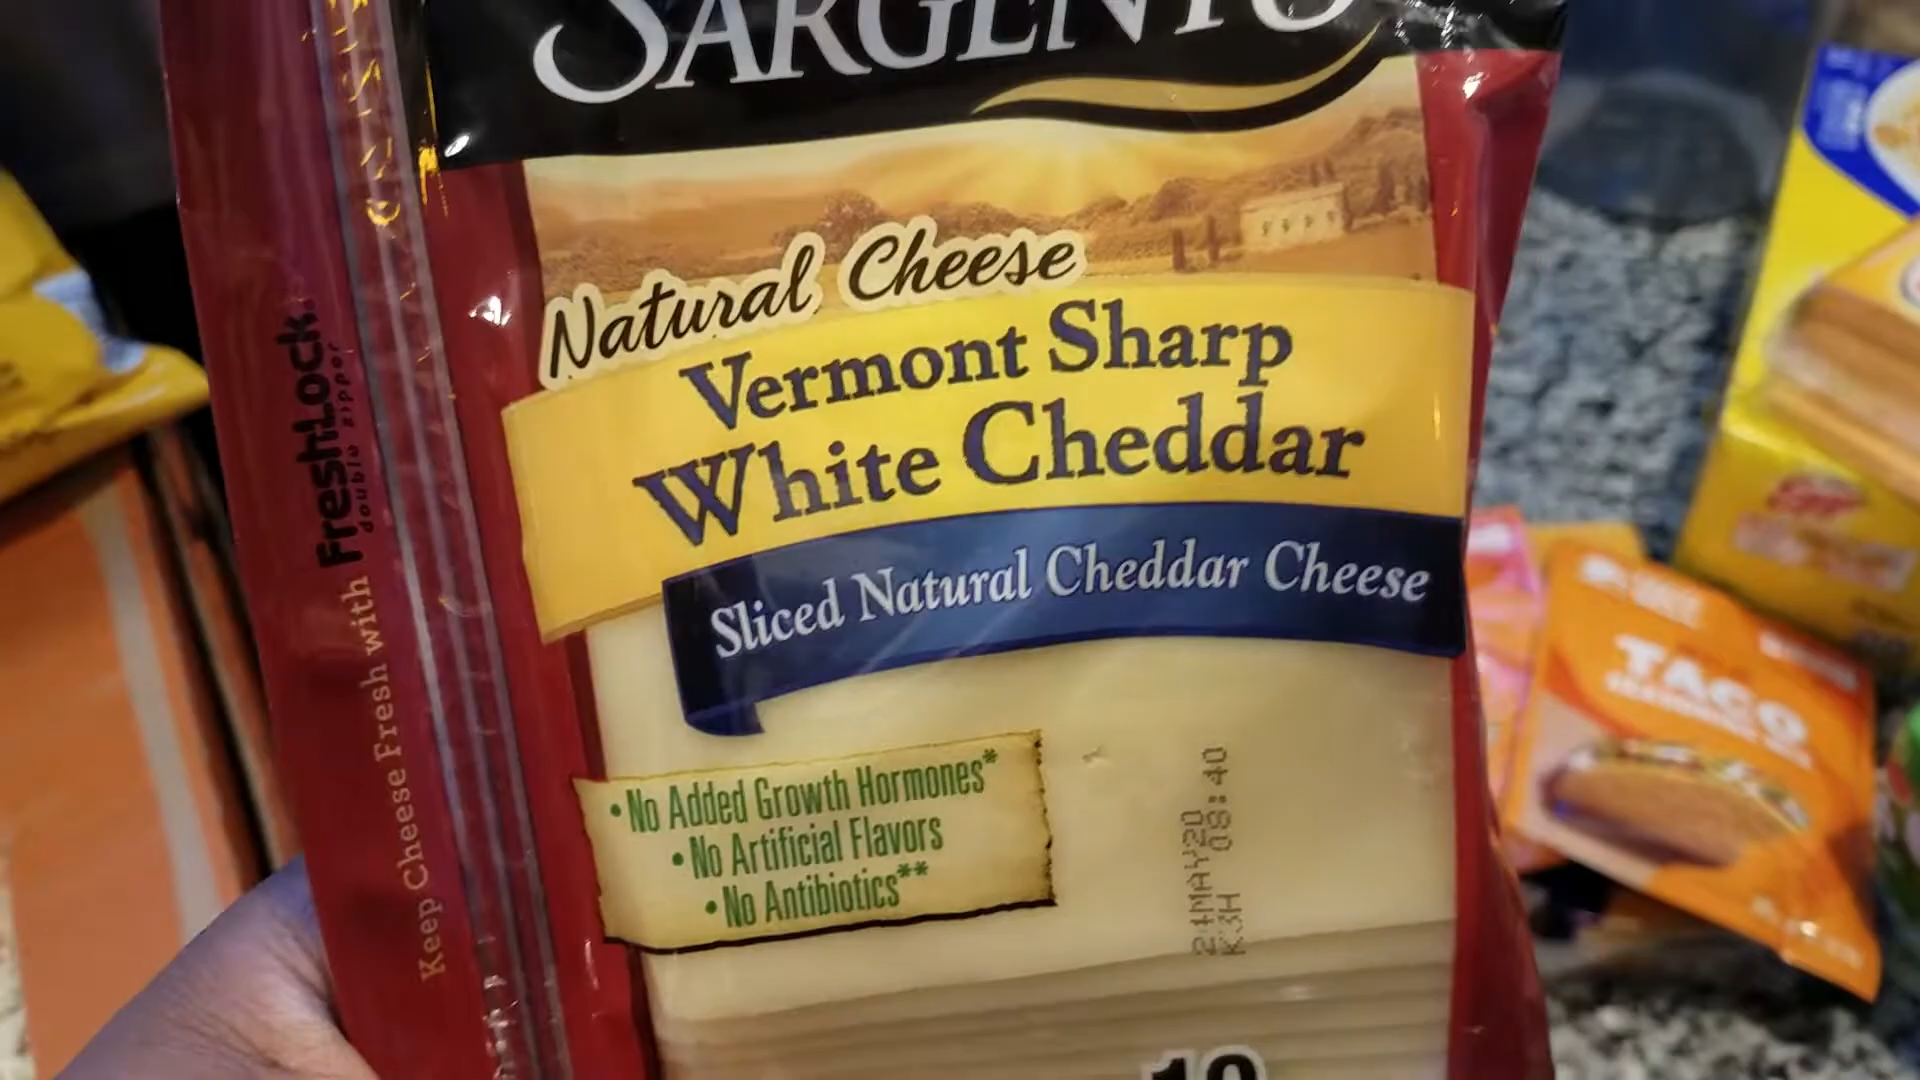 SARGENTO
Natural Cheese
Vermont Sharp
White Cheddar
Sliced Natural Cheddar Cheese
• No Added Growth Hormones*
• No Artificial Flavors
• No Antibiotics**
Keep Cheese Fresh with FreshLock
double zipper
24MAY20 08:40
K3H
TACO